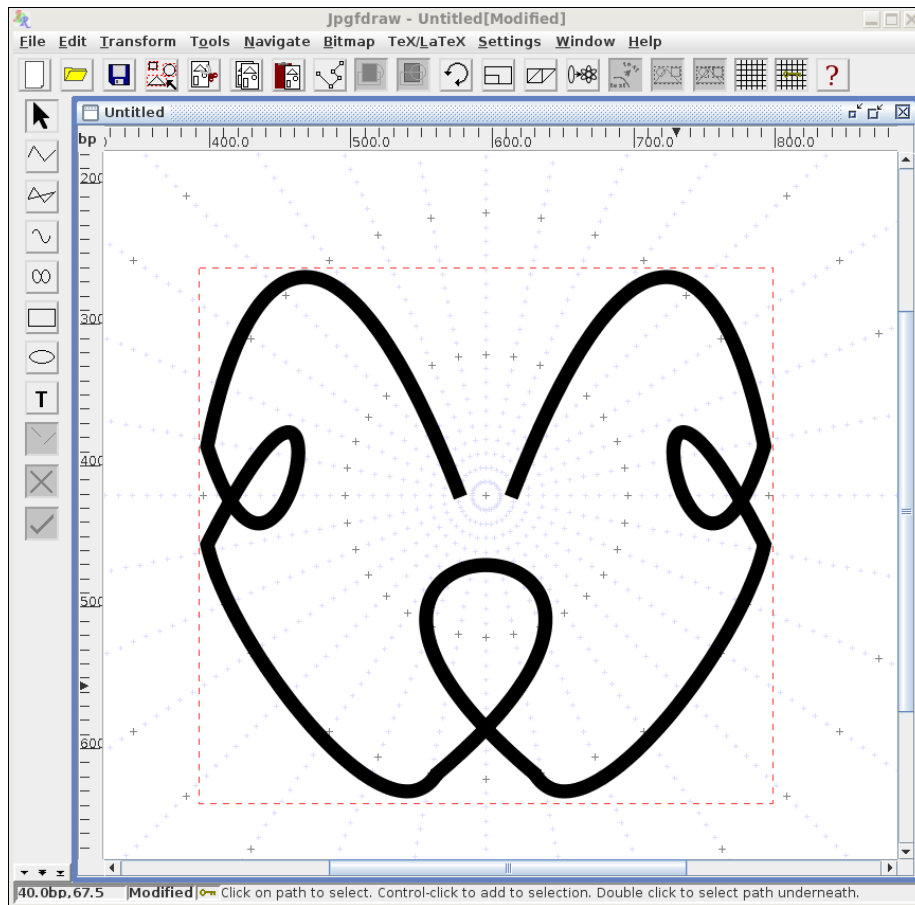 Jpgfdraw - Untitled[Modified]
File Edit Transform Tools Navigate Bitmap TeX/LaTeX Settings Window Help
Untitled
bp 400.0 500.0 600.0 700.0 800.0
200
300
400
500
600
T
40.0bp,67.5 Modified Click on path to select. Control-click to add to selection. Double click to select path underneath.